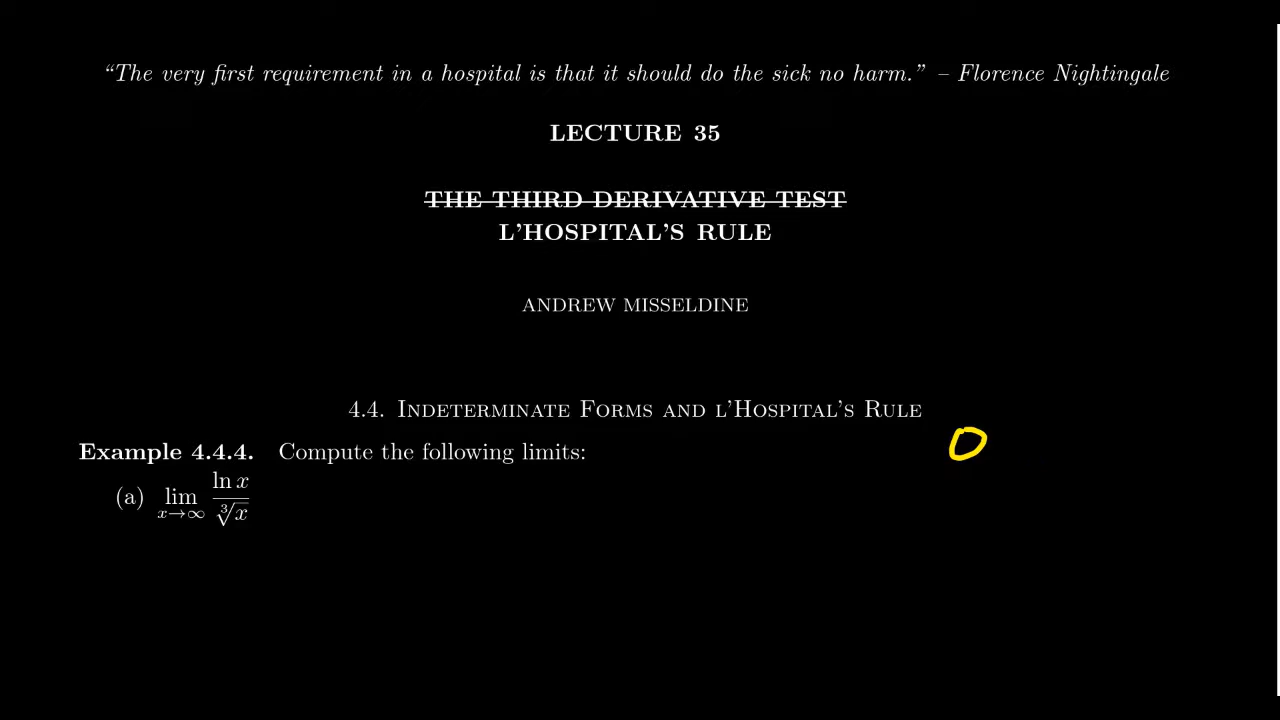 “The very first requirement in a hospital is that it should do the sick no harm.” – Florence Nightingale
LECTURE 35
THE THIRD DERIVATIVE TEST
L’HOSPITAL’S RULE
ANDREW MISSELDINE
4.4. Indeterminate Forms and l’Hospital’s Rule
0
Example 4.4.4. Compute the following limits:
(a) lim x→∞ ln x / ∛x